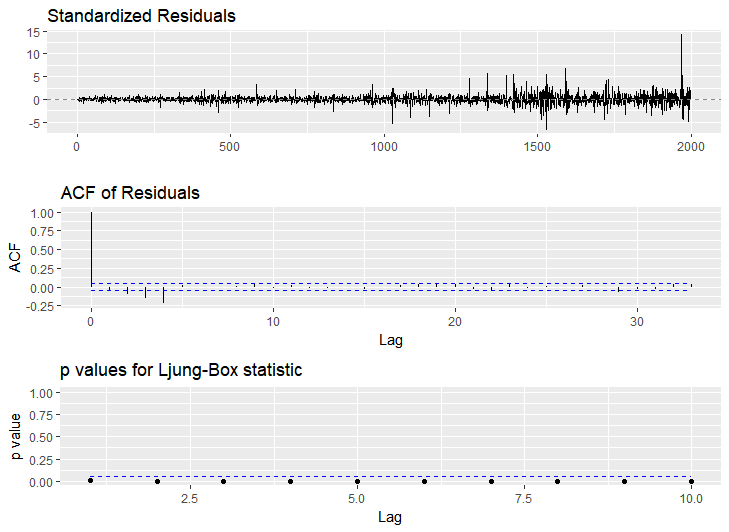 Standardized Residuals
15
10
5
0
-5
0 500 1000 1500 2000
ACF of Residuals
1.00
0.75
0.50
0.25
0.00
-0.25
ACF
0 10 20 30
Lag
p values for Ljung-Box statistic
1.00
0.75
0.50
0.25
0.00
p value
2.5 5.0 7.5 10.0
Lag